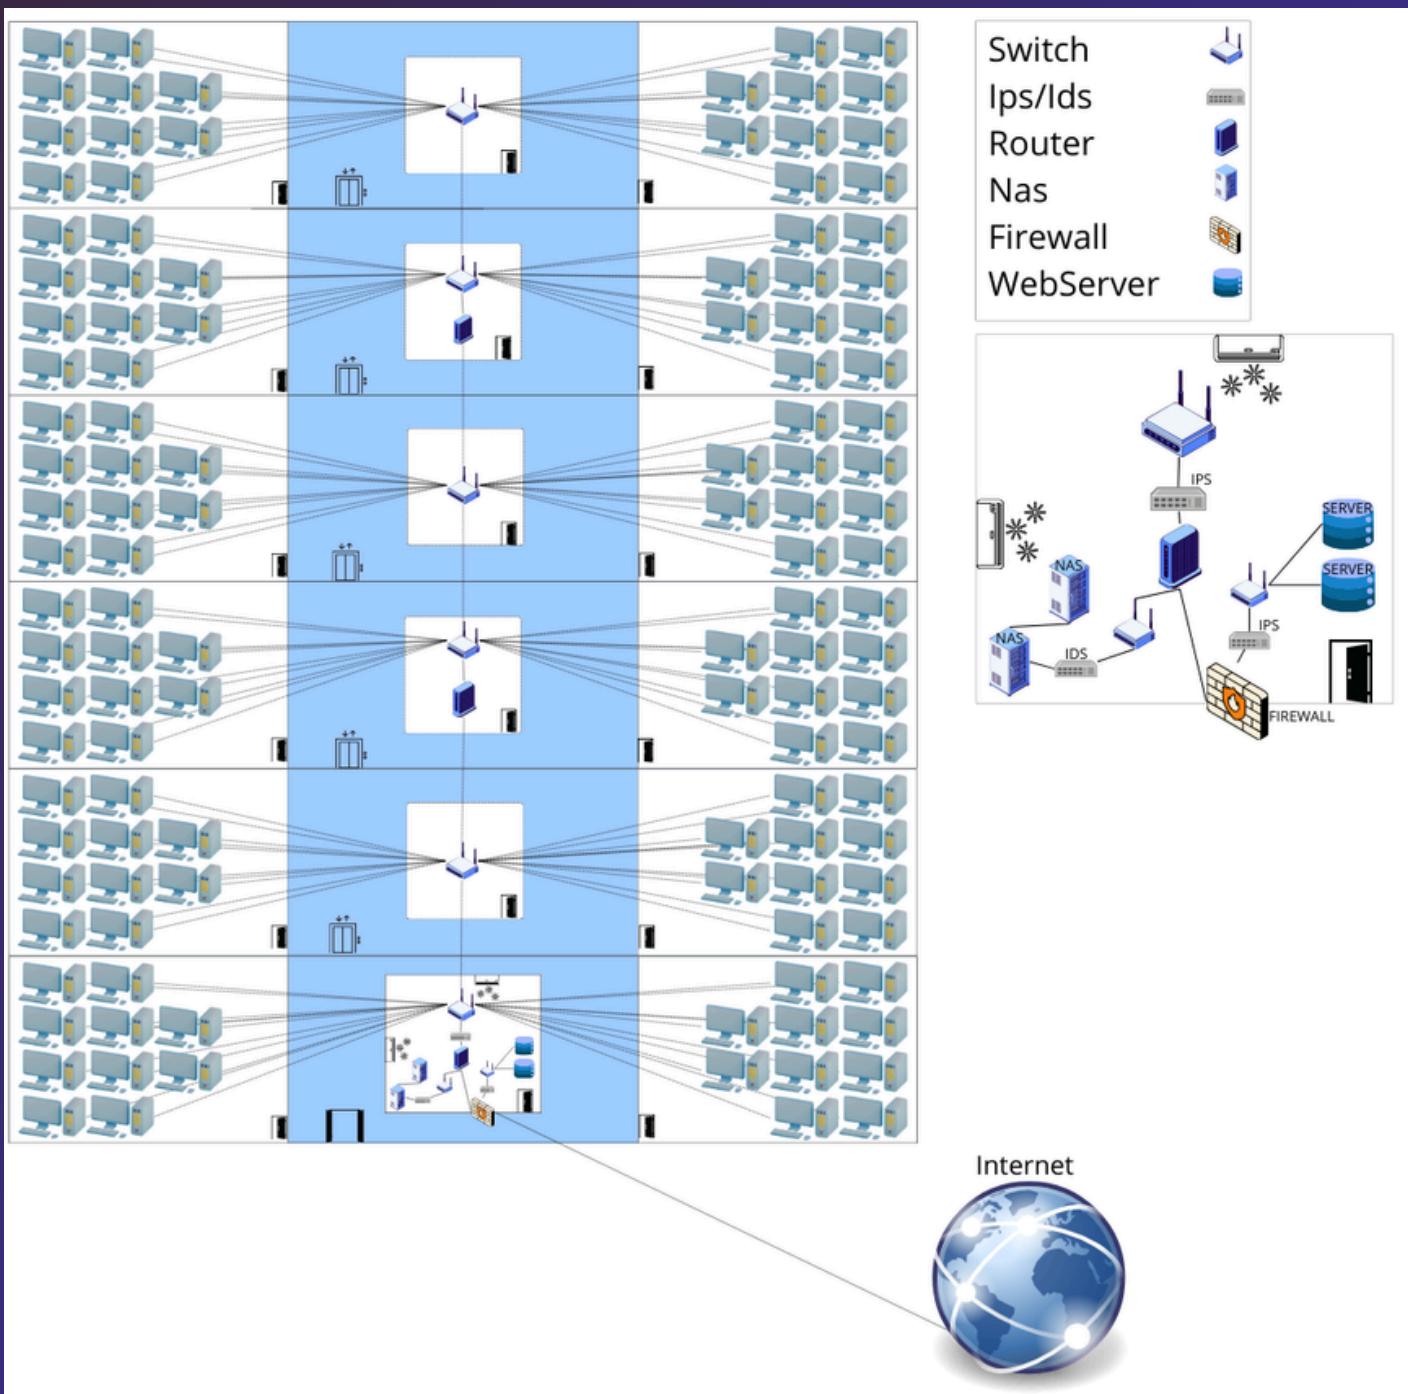 Switch
Ips/Ids
Router
Nas
Firewall
WebServer
IPS
SERVER
NAS
SERVER
IPS
NAS
IDS
FIREWALL
Internet